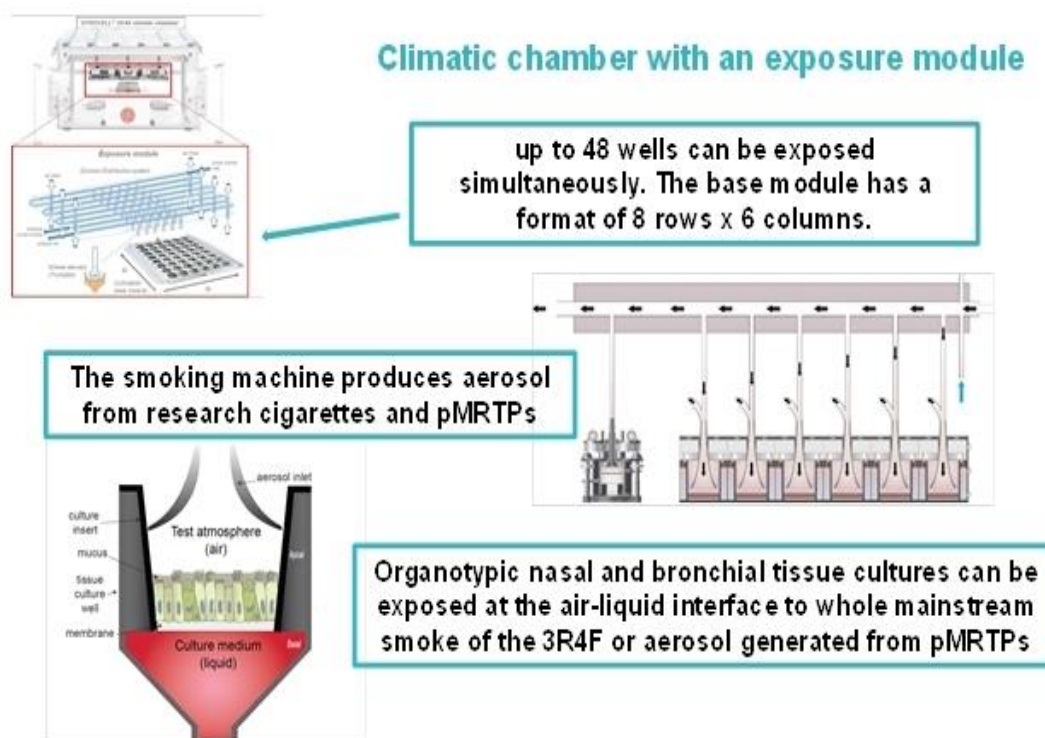 Climatic chamber with an exposure module
Exposure module
up to 48 wells can be exposed
simultaneously. The base module has a
format of 8 rows x 6 columns.
The smoking machine produces aerosol
from research cigarettes and pMRTPs
aerosol inlet
culture
insert
Test atmosphere
(air)
Apical
mucus
tissue
culture
well
membrane
Culture medium
(liquid)
Basal
Organotypic nasal and bronchial tissue cultures can be
exposed at the air-liquid interface to whole mainstream
smoke of the 3R4F or aerosol generated from pMRTPs